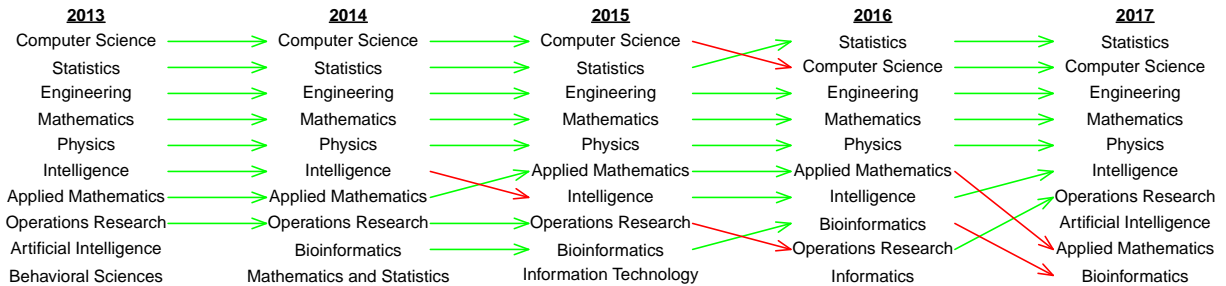 2013 2014 2015 2016 2017
Computer Science Computer Science Computer Science Statistics Statistics
Statistics Statistics Statistics Computer Science Computer Science
Engineering Engineering Engineering Engineering Engineering
Mathematics Mathematics Mathematics Mathematics Mathematics
Physics Physics Physics Physics Physics
Intelligence Intelligence Applied Mathematics Applied Mathematics Intelligence
Applied Mathematics Applied Mathematics Intelligence Intelligence Operations Research
Operations Research Operations Research Operations Research Bioinformatics Artificial Intelligence
Artificial Intelligence Bioinformatics Bioinformatics Operations Research Applied Mathematics
Behavioral Sciences Mathematics and Statistics Information Technology Informatics Bioinformatics